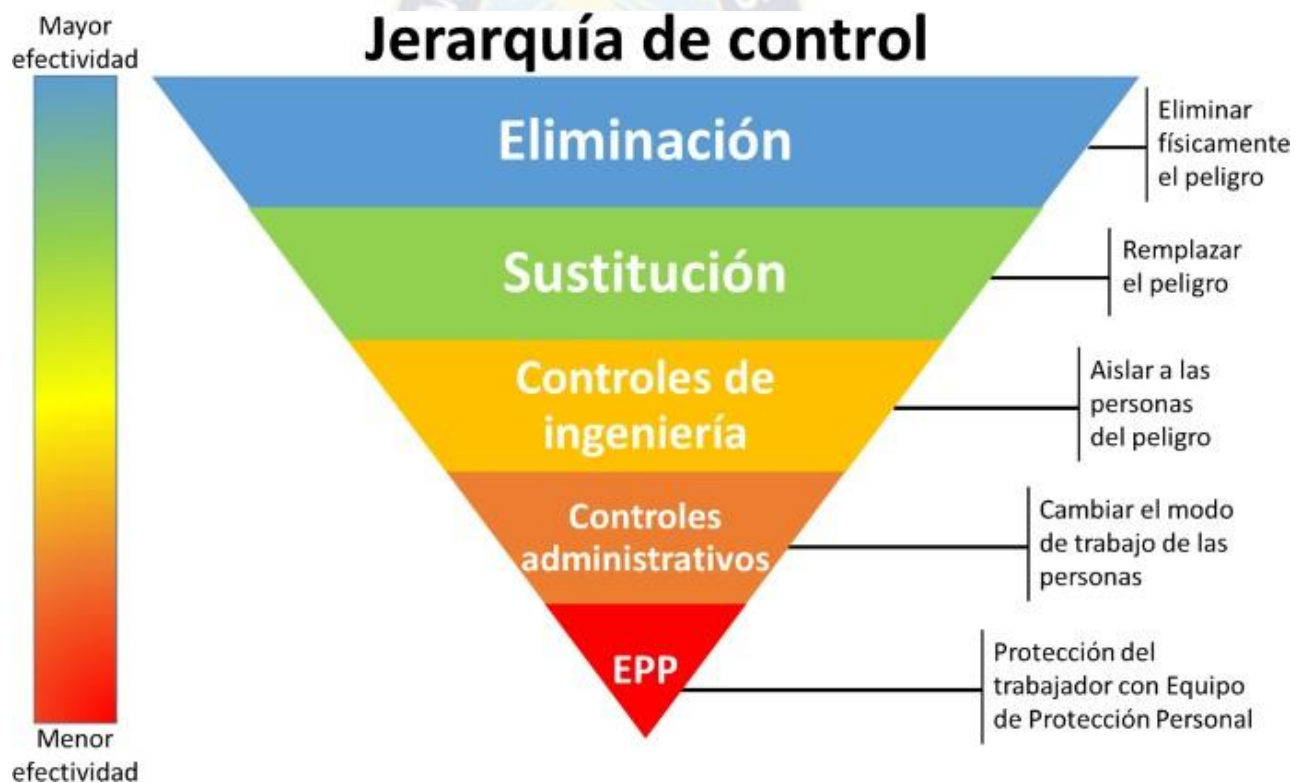 Jerarquía de control
Mayor
efectividad
Eliminación
Eliminar
físicamente
el peligro
Sustitución
Remplazar
el peligro
Controles de
ingeniería
Aislar a las
personas
del peligro
Controles
administrativos
Cambiar el modo
de trabajo de las
personas
EPP
Protección del
trabajador con Equipo
de Protección Personal
Menor
efectividad